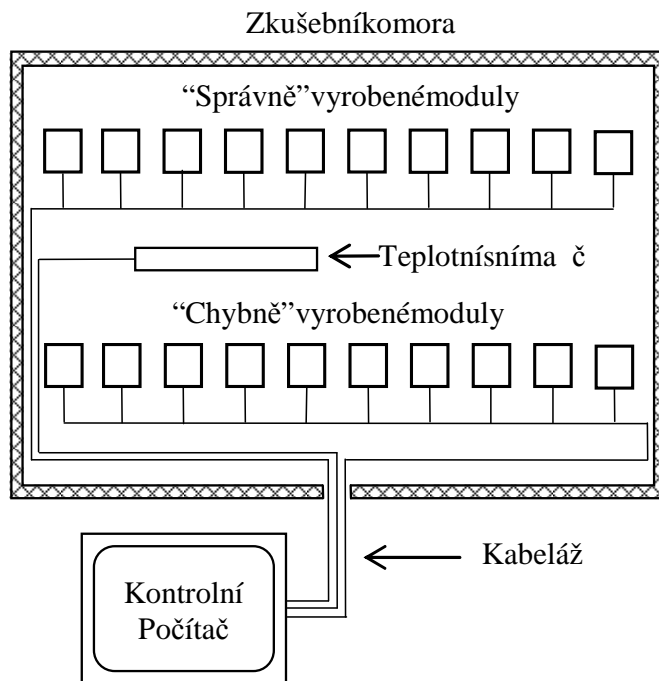 Zkušebníkomora
“Správně”vyrobenémoduly
Teplotnísníma č
“Chybně”vyrobenémoduly
Kabeláž
Kontrolní
Počítač